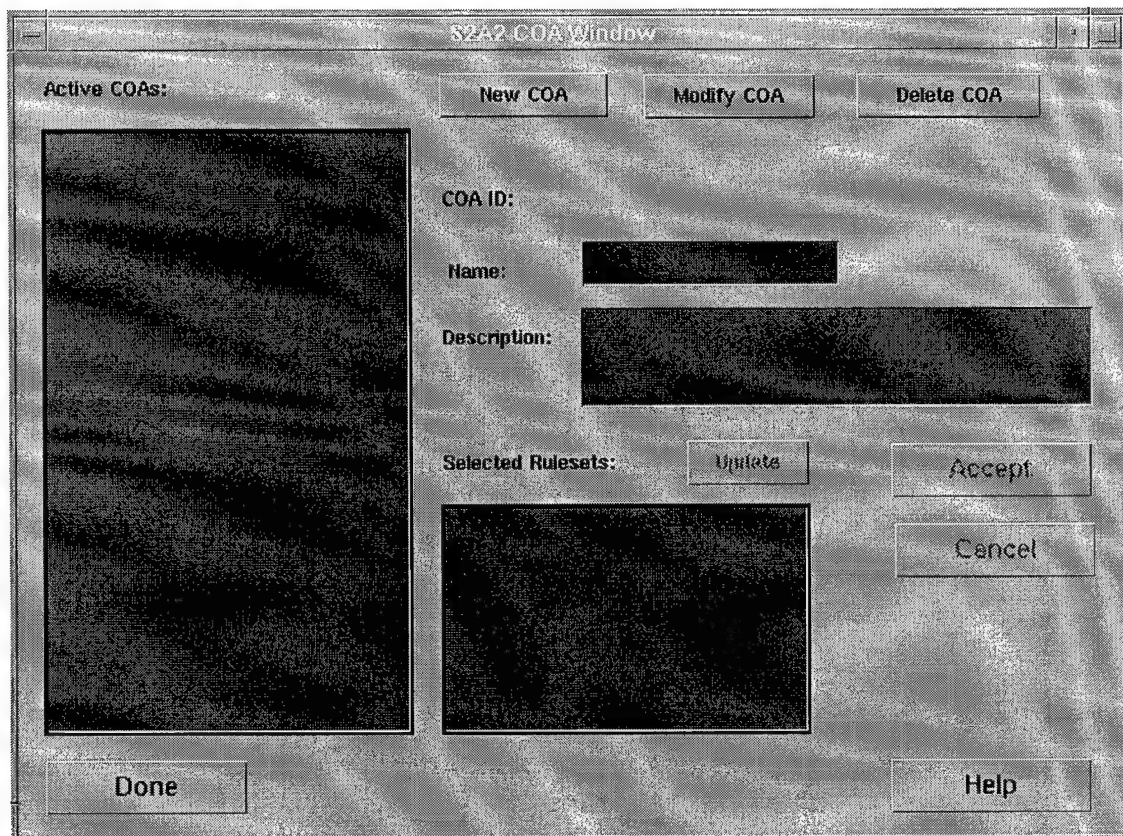 S2A2 COA Window
Active COAs:
New COA
Modify COA
Delete COA
COA ID:
Name:
Description:
Selected Rulesets:
Update
Accept
Cancel
Done
Help